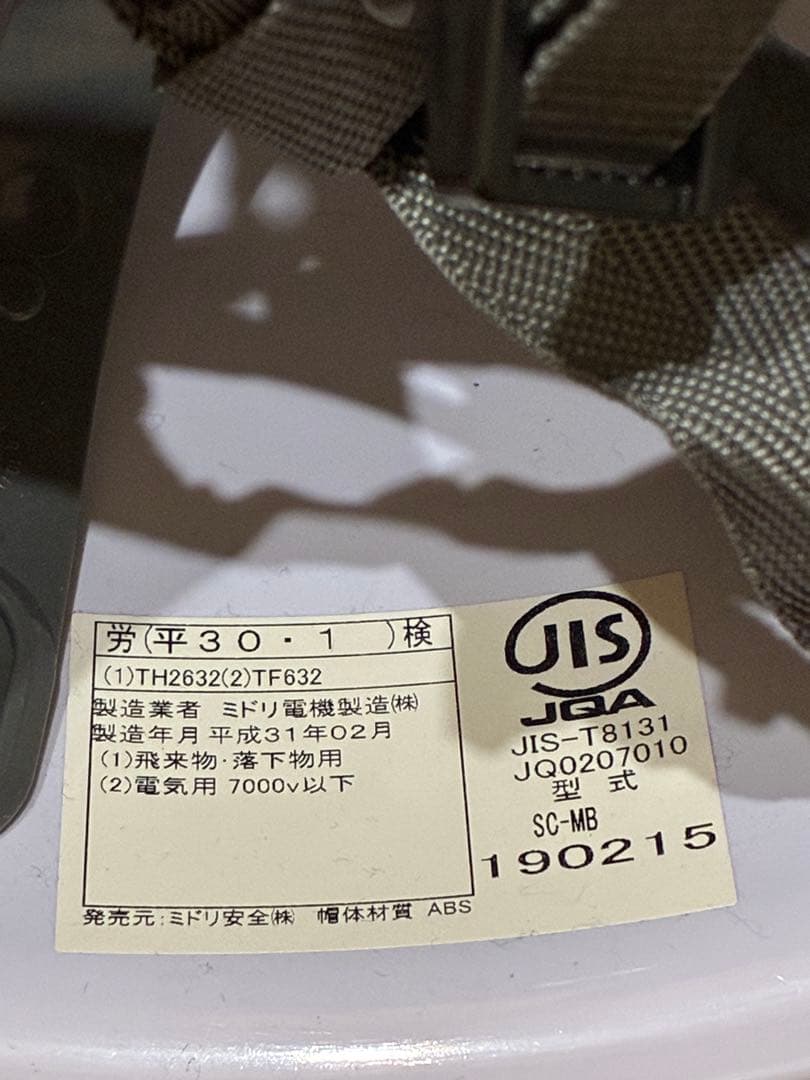 労(平30・1 )検
(1)TH2632(2)TF632
製造業者 ミドリ電機製造㈱
製造年月 平成31年02月
(1)飛来物・落下物用
(2)電気用 7000v以下
発売元:ミドリ安全㈱ 帽体材質 ABS
JIS
JQA
JIS-T8131
JQ0207010
型 式
SC-MB
190215